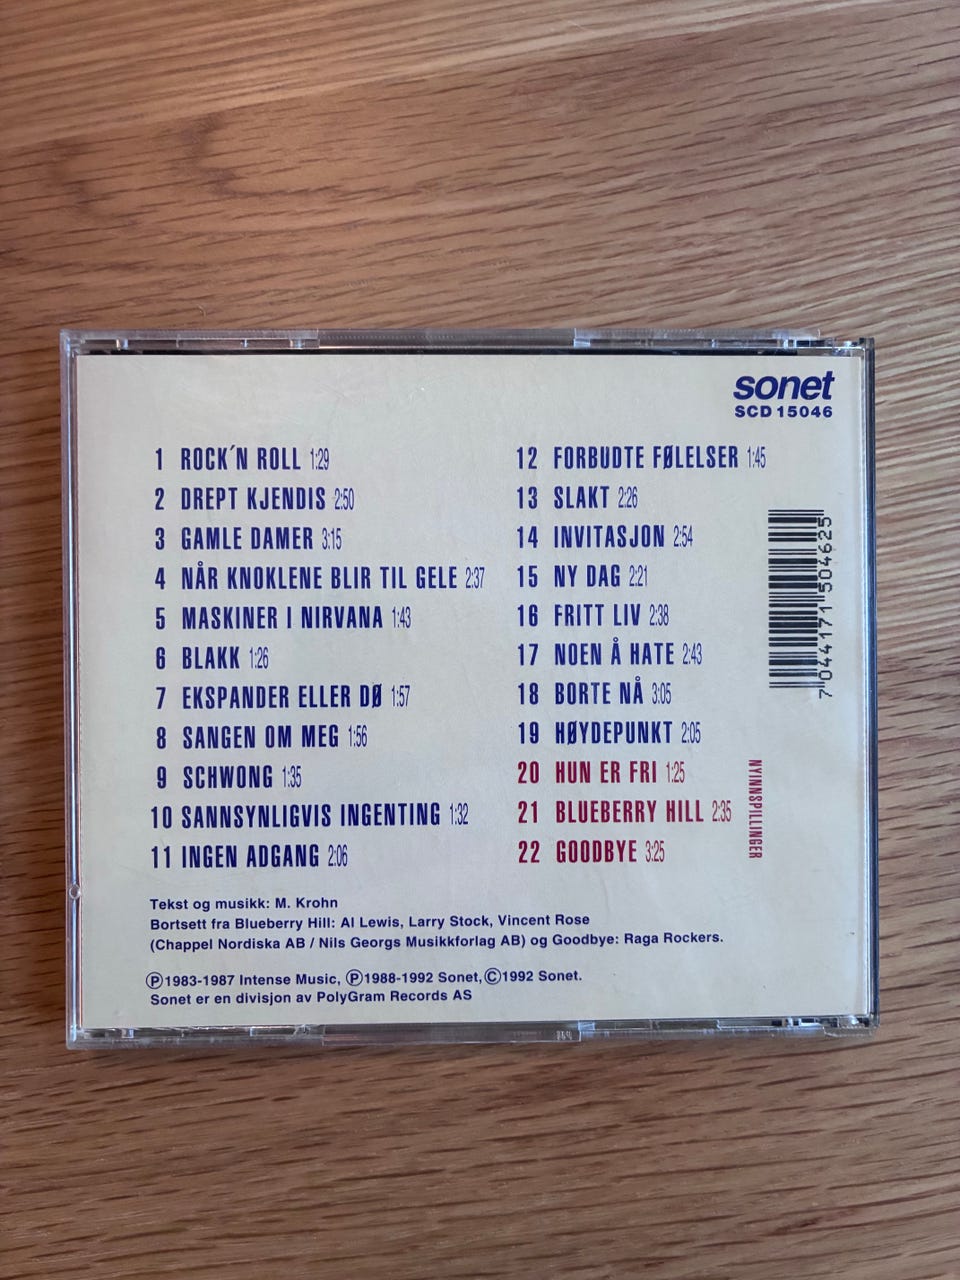 sonet
SCD 15046
1 ROCK´N ROLL 1:29
2 DREPT KJENDIS 2:50
3 GAMLE DAMER 3:15
4 NÅR KNOKLENE BLIR TIL GELE 2:37
5 MASKINER I NIRVANA 1:43
6 BLAKK 1:26
7 EKSPANDER ELLER DØ 1:57
8 SANGEN OM MEG 1:56
9 SCHWONG 1:35
10 SANNSYNLIGVIS INGENTING 1:32
11 INGEN ADGANG 2:06
12 FORBUDTE FØLELSER 1:45
13 SLAKT 2:26
14 INVITASJON 2:54
15 NY DAG 2:21
16 FRITT LIV 2:38
17 NOEN Å HATE 2:43
18 BORTE NÅ 3:05
19 HØYDEPUNKT 2:05
20 HUN ER FRI 1:25
21 BLUEBERRY HILL 2:35
22 GOODBYE 3:25
NYINNSPILLINGER
7 044171 504625
Tekst og musikk: M. Krohn
Bortsett fra Blueberry Hill: Al Lewis, Larry Stock, Vincent Rose
(Chappel Nordiska AB / Nils Georgs Musikkforlag AB) og Goodbye: Raga Rockers.
Ⓟ1983-1987 Intense Music, Ⓟ1988-1992 Sonet, Ⓒ1992 Sonet.
Sonet er en divisjon av PolyGram Records AS